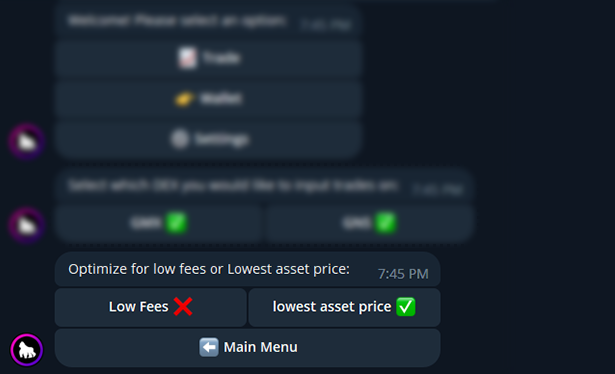 Welcome! Please select an option:
7:45 PM
Trade
Wallet
Settings
Select which DEX you would like to input trades on:
7:45 PM
GMX ✅
GNS ✅
Optimize for low fees or Lowest asset price:
7:45 PM
Low Fees ❌
lowest asset price ✅
⬅ Main Menu